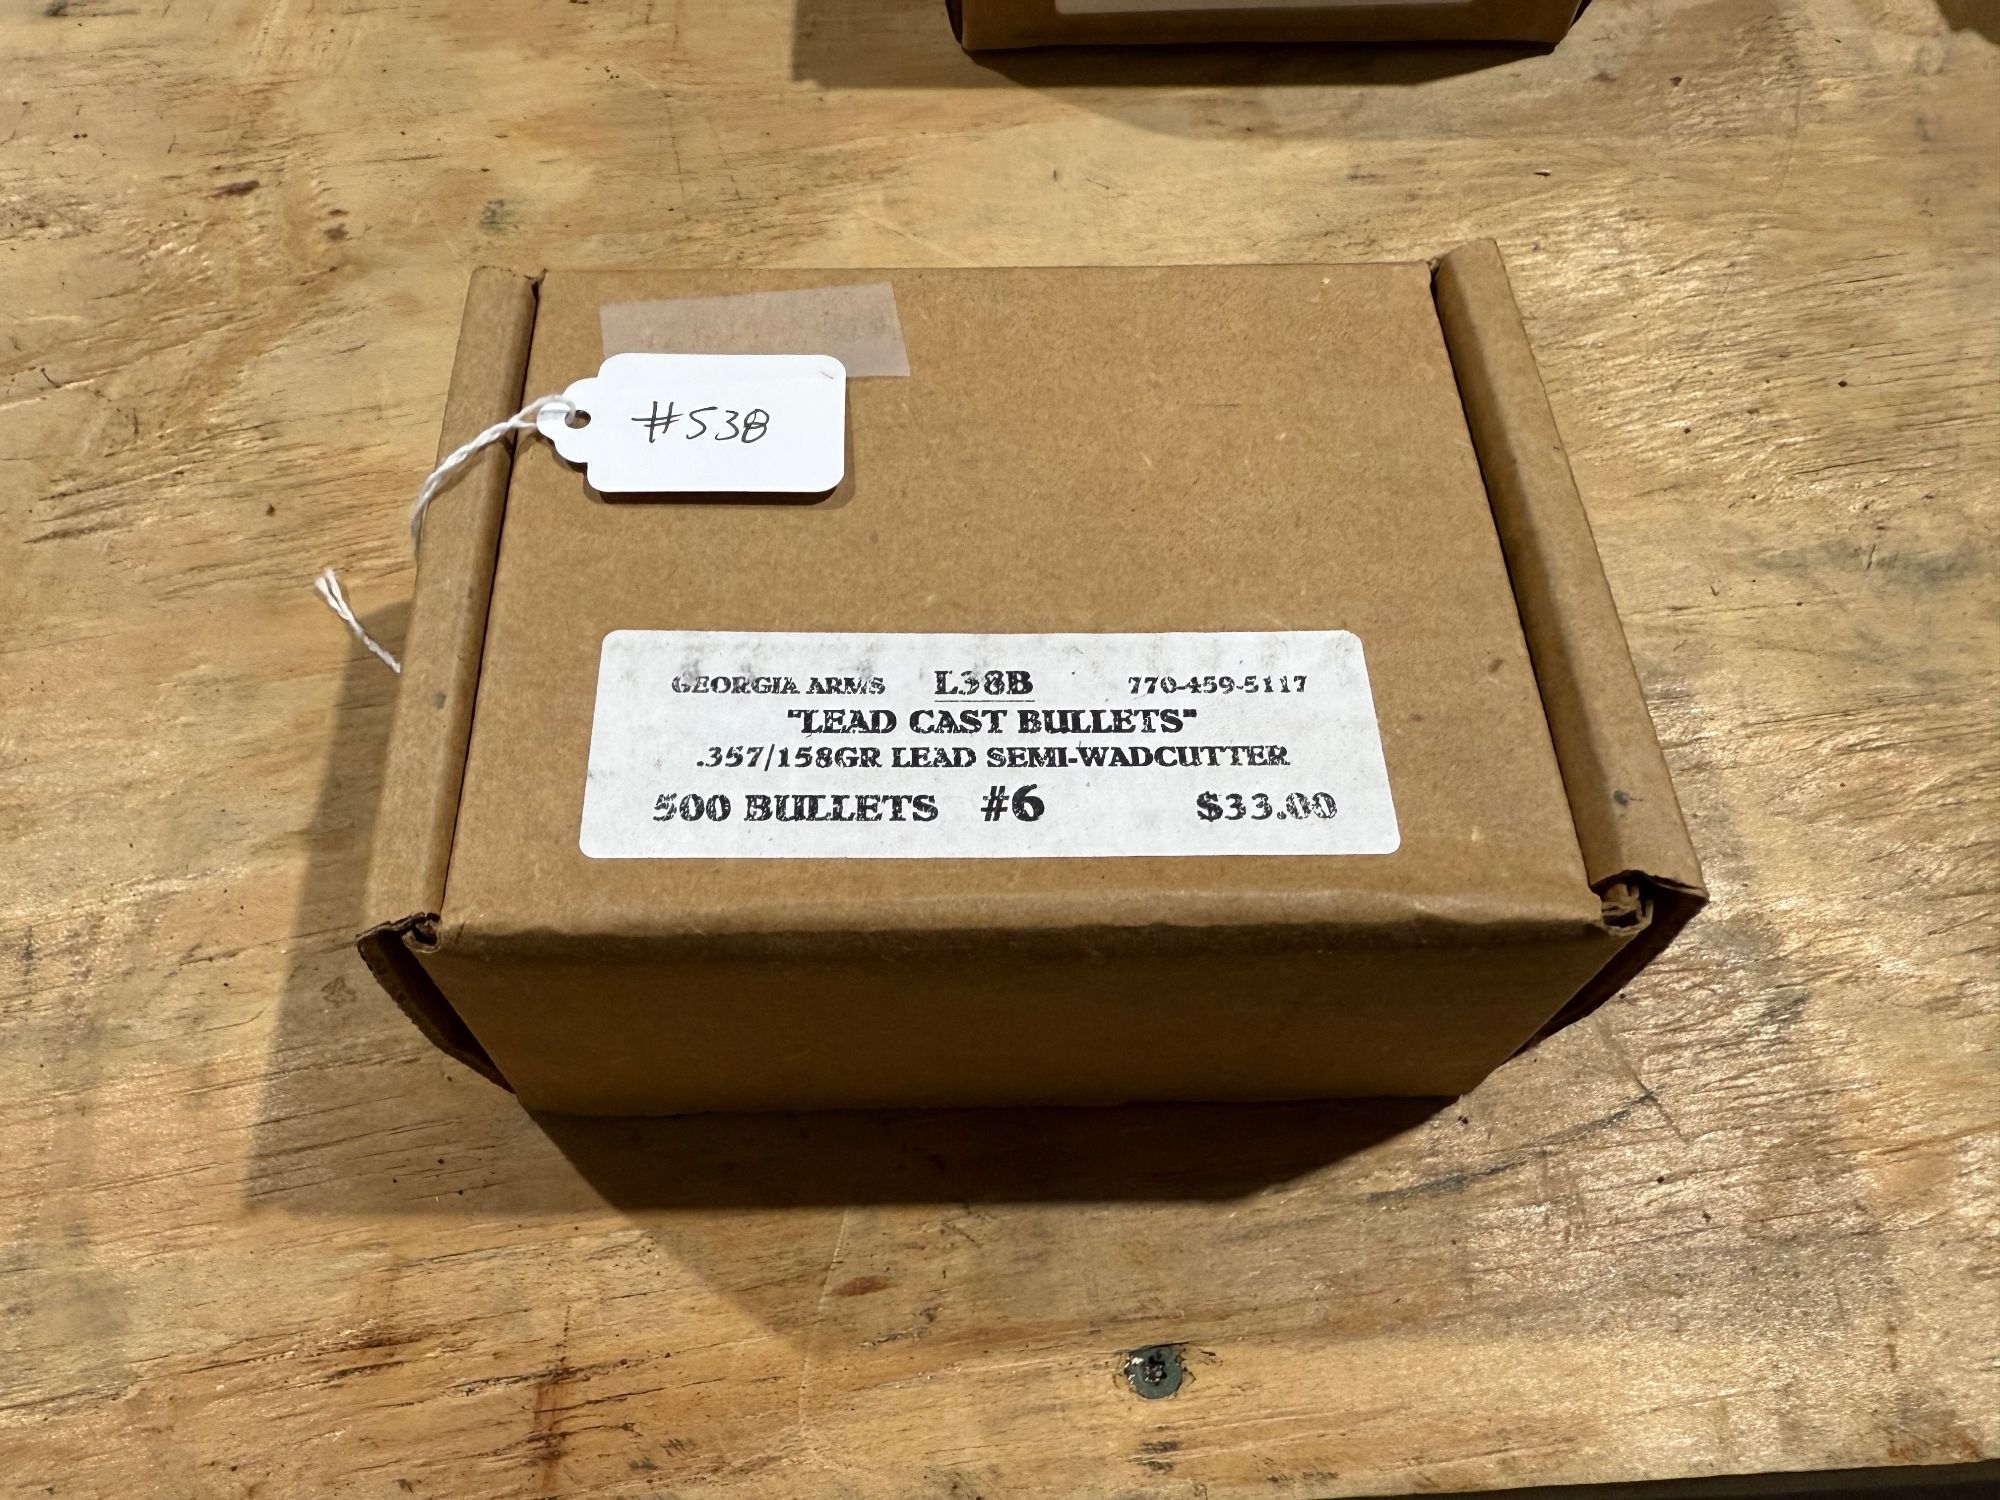 #538
GEORGIA ARMS L38B 770-459-5117
"LEAD CAST BULLETS"
.357/158GR LEAD SEMI-WADCUTTER
500 BULLETS #6 $33.00